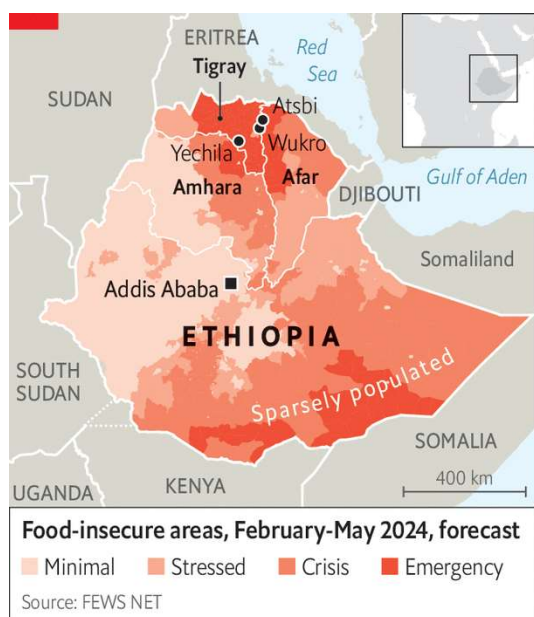 ERITREA
Red
Sea
Tigray
SUDAN
Atsbi
Wukro
Yechila
Amhara
Afar
DJIBOUTI
Gulf of Aden
Somaliland
Addis Ababa
ETHIOPIA
SOUTH
SUDAN
Sparsely populated
SOMALIA
400 km
UGANDA
KENYA
Food-insecure areas, February-May 2024, forecast
Minimal Stressed Crisis Emergency
Source: FEWS NET